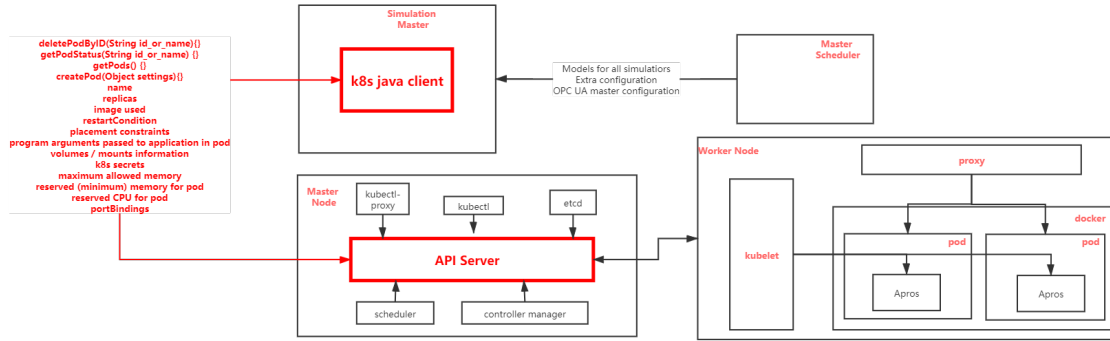 deletePodByID(String id_or_name){}
getPodStatus(String id_or_name) {}
getPods() {}
createPod(Object settings){}
name
replicas
image used
restartCondition
placement constraints
program arguments passed to application in pod
volumes / mounts information
k8s secrets
maximum allowed memory
reserved (minimum) memory for pod
reserved CPU for pod
portBindings
Simulation
Master
k8s java client
Models for all simulatiors
Extra configuration
OPC UA master configuration
Master
Scheduler
Master
Node
kubectl-
proxy
kubectl
etcd
API Server
scheduler
controller manager
Worker Node
proxy
kubelet
docker
pod
pod
Apros
Apros